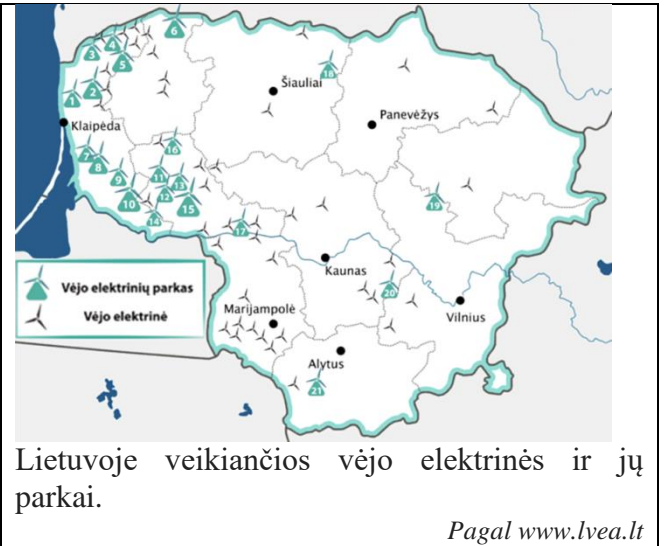 6
3
4
5
18
Šiauliai
1
2
Panevėžys
Klaipėda
7
8
16
9
11
13
12
10
15
19
14
17
Kaunas
Vėjo elektrinių parkas
20
Vėjo elektrinė
Marijampolė
Vilnius
Alytus
21
Lietuvoje veikiančios vėjo elektrinės ir jų
parkai.
Pagal www.lvea.lt